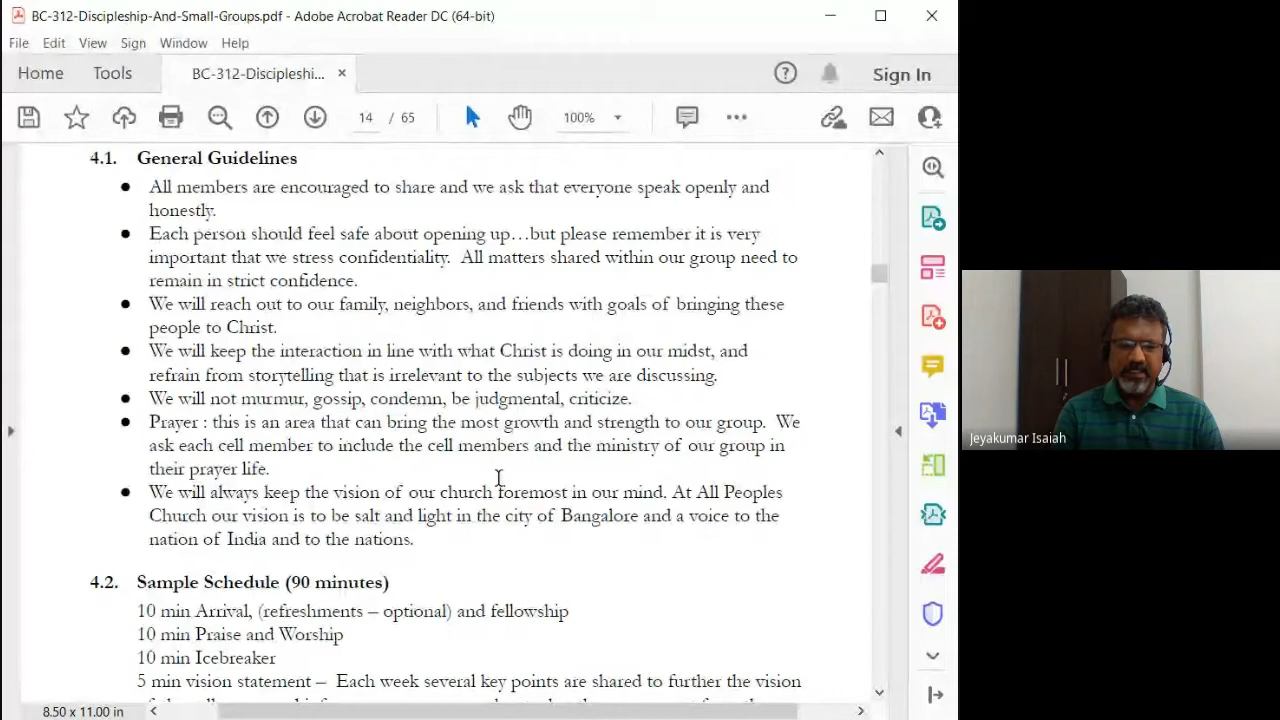 BC-312-Discipleship-And-Small-Groups.pdf - Adobe Acrobat Reader DC (64-bit)
File Edit View Sign Window Help
Home Tools BC-312-Discipleshi... × Sign In
14 / 65 100%
4.1. General Guidelines
● All members are encouraged to share and we ask that everyone speak openly and
honestly.
● Each person should feel safe about opening up…but please remember it is very
important that we stress confidentiality. All matters shared within our group need to
remain in strict confidence.
● We will reach out to our family, neighbors, and friends with goals of bringing these
people to Christ.
● We will keep the interaction in line with what Christ is doing in our midst, and
refrain from storytelling that is irrelevant to the subjects we are discussing.
● We will not murmur, gossip, condemn, be judgmental, criticize.
● Prayer : this is an area that can bring the most growth and strength to our group. We
ask each cell member to include the cell members and the ministry of our group in
their prayer life.
● We will always keep the vision of our church foremost in our mind. At All Peoples
Church our vision is to be salt and light in the city of Bangalore and a voice to the
nation of India and to the nations.
4.2. Sample Schedule (90 minutes)
10 min Arrival, (refreshments – optional) and fellowship
10 min Praise and Worship
10 min Icebreaker
5 min vision statement – Each week several key points are shared to further the vision
8.50 x 11.00 in
Jeyakumar Isaiah